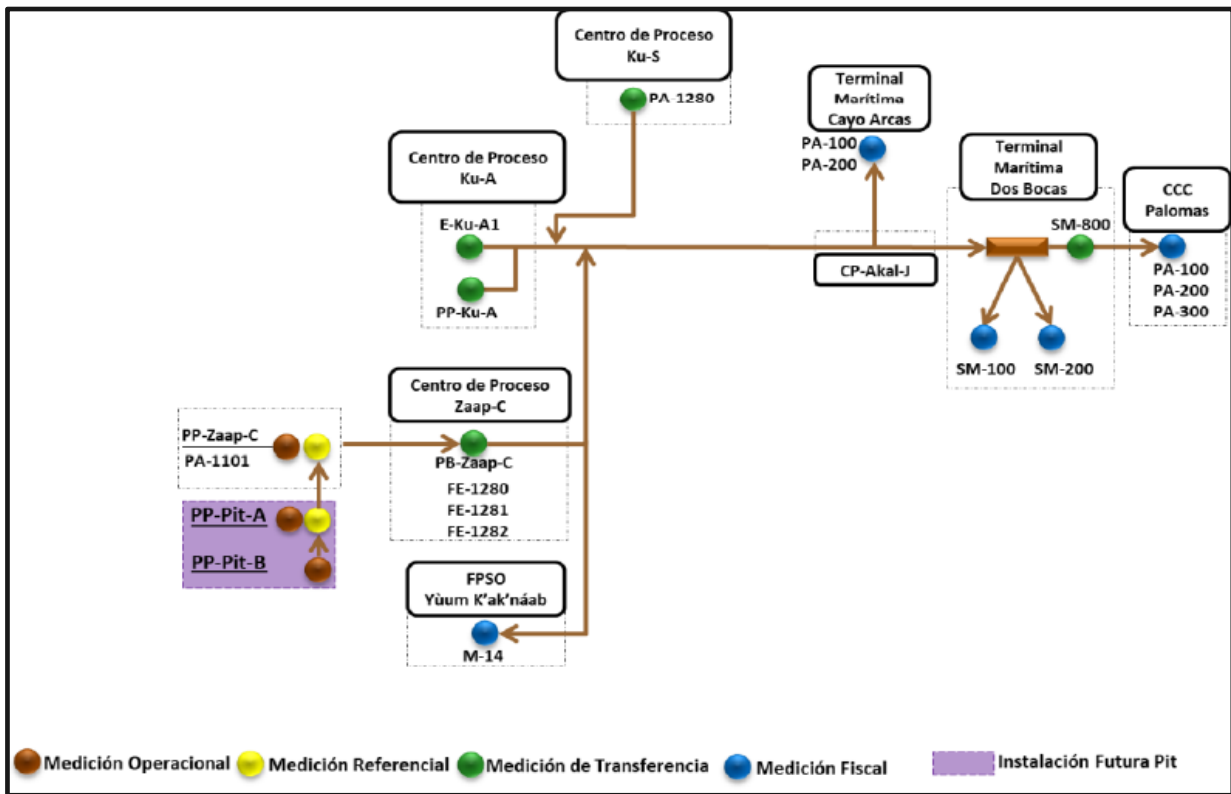 Centro de Proceso
Ku-S
PA-1280
Terminal
Marítima
Cayo Arcas
PA-100
PA-200
Centro de Proceso
Ku-A
E-Ku-A1
PP-Ku-A
Terminal
Marítima
Dos Bocas
SM-800
CCC
Palomas
PA-100
PA-200
PA-300
CP-Akal-J
SM-100
SM-200
Centro de Proceso
Zaap-C
PP-Zaap-C
PA-1101
PB-Zaap-C
FE-1280
FE-1281
FE-1282
PP-Pit-A
PP-Pit-B
FPSO
Yùum K'ak'náab
M-14
Medición Operacional
Medición Referencial
Medición de Transferencia
Medición Fiscal
Instalación Futura Pit